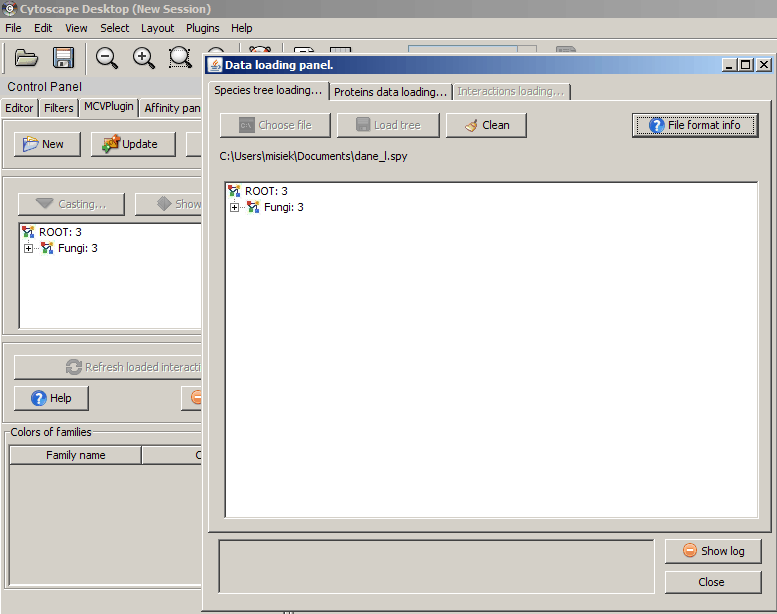 Cytoscape Desktop (New Session)
File Edit View Select Layout Plugins Help
Data loading panel.
Control Panel
Editor Filters MCVPlugin Affinity pan
New Update
Casting... Show
ROOT: 3
Fungi: 3
Refresh loaded interacti
Help
Colors of families
Family name C
Species tree loading... Proteins data loading... Interactions loading...
Choose file Load tree Clean File format info
C:\Users\misiek\Documents\dane_l.spy
ROOT: 3
Fungi: 3
Show log
Close